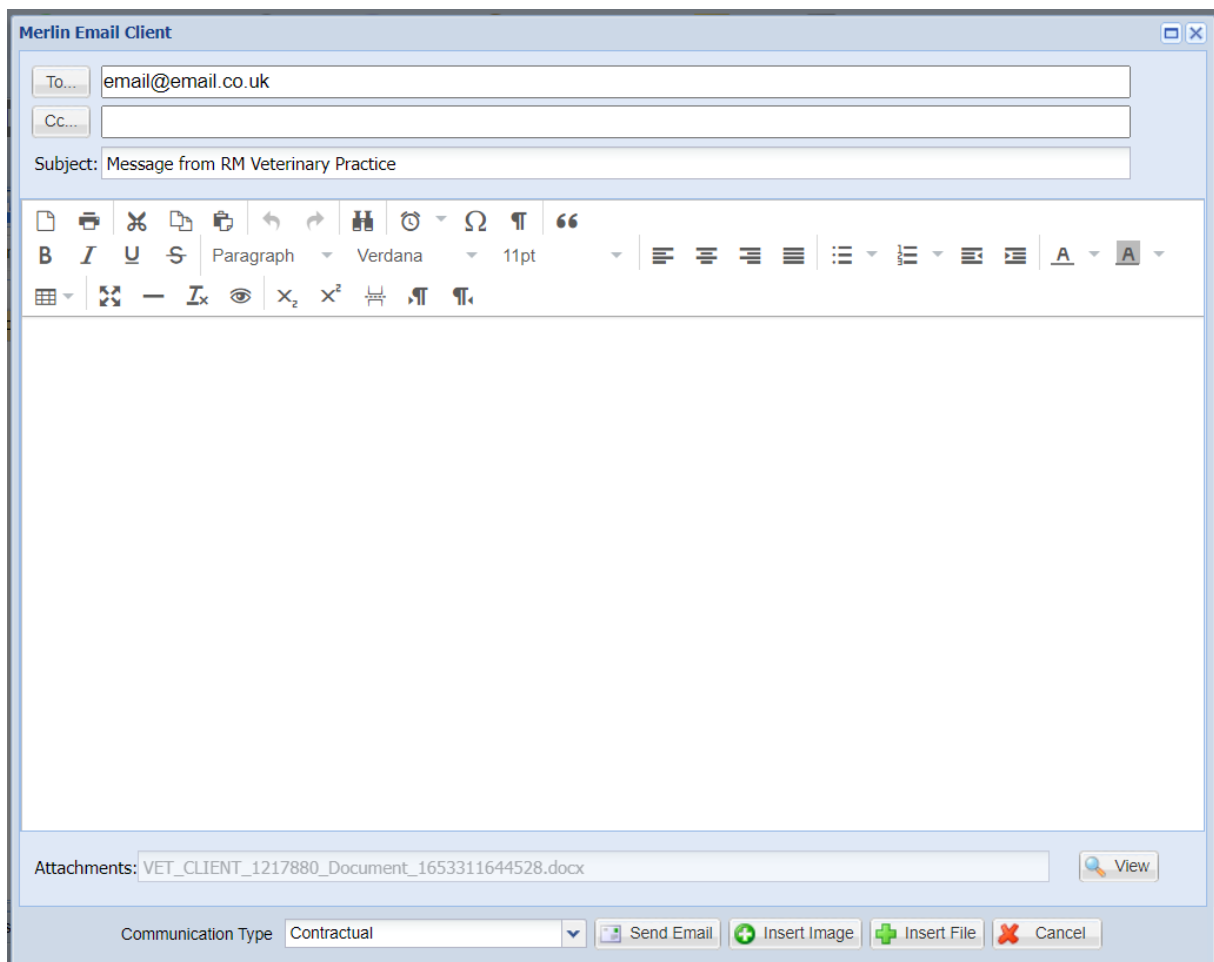 Merlin Email Client
To... email@email.co.uk
Cc...
Subject: Message from RM Veterinary Practice
B I U S Paragraph Verdana 11pt A A
Attachments: VET_CLIENT_1217880_Document_1653311644528.docx View
Communication Type Contractual Send Email Insert Image Insert File Cancel